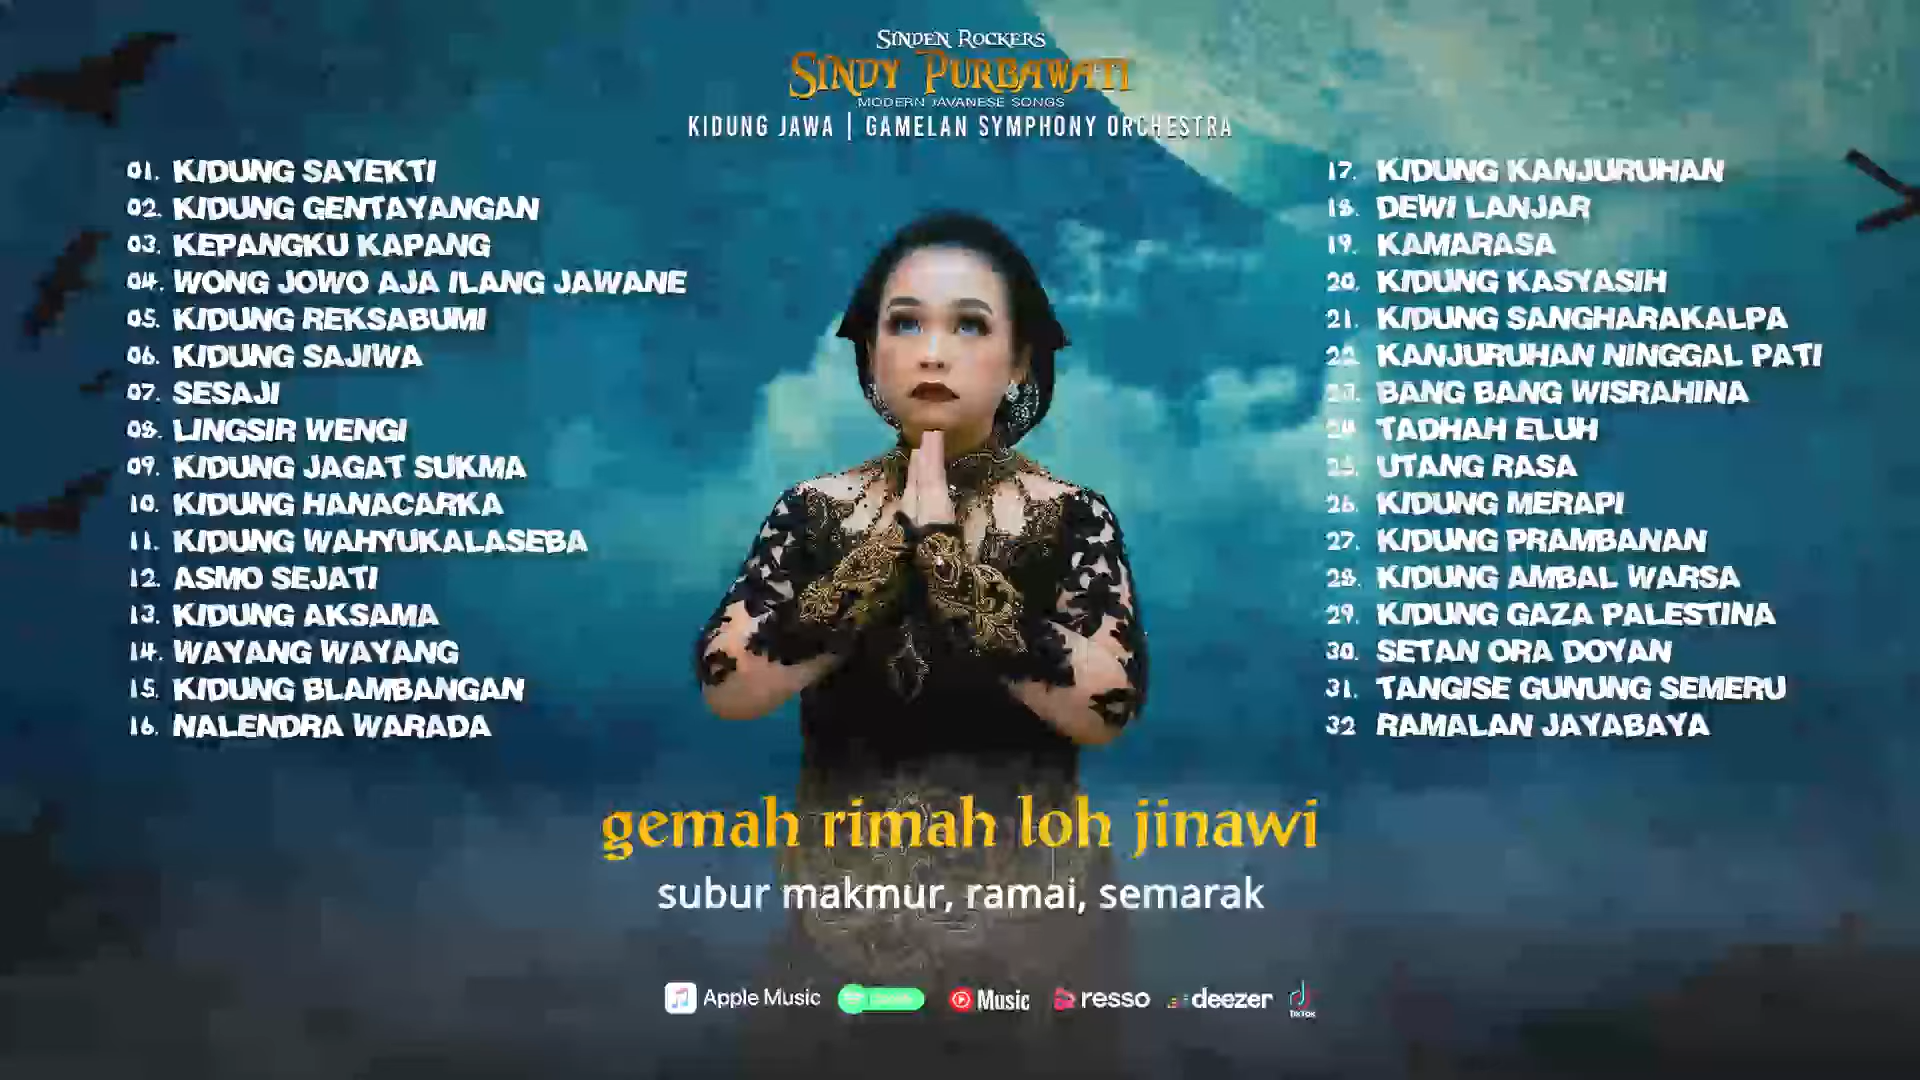 SINDEN ROCKERS
SINDY PURBAWATI
MODERN JAVANESE SONGS
KIDUNG JAWA | GAMELAN SYMPHONY ORCHESTRA
01. KIDUNG SAYEKTI
02. KIDUNG GENTAYANGAN
03. KEPANGKU KAPANG
04. WONG JOWO AJA ILANG JAWANE
05. KIDUNG REKSABUMI
06. KIDUNG SAJIWA
07. SESAJI
08. LINGSIR WENGI
09. KIDUNG JAGAT SUKMA
10. KIDUNG HANACARKA
11. KIDUNG WAHYUKALASEBA
12. ASMO SEJATI
13. KIDUNG AKSAMA
14. WAYANG WAYANG
15. KIDUNG BLAMBANGAN
16. NALENDRA WARADA
17. KIDUNG KANJURUHAN
18. DEWI LANJAR
19. KAMARASA
20. KIDUNG KASYASIH
21. KIDUNG SANGHARAKALPA
22. KANJURUHAN NINGGAL PATI
23. BANG BANG WISRAHINA
24. TADHAH ELUH
25. UTANG RASA
26. KIDUNG MERAPI
27. KIDUNG PRAMBANAN
28. KIDUNG AMBAL WARSA
29. KIDUNG GAZA PALESTINA
30. SETAN ORA DOYAN
31. TANGISE GUNUNG SEMERU
32 RAMALAN JAYABAYA
gemah rimah loh jinawi
subur makmur, ramai, semarak
Apple Music Music resso deezer TikTok